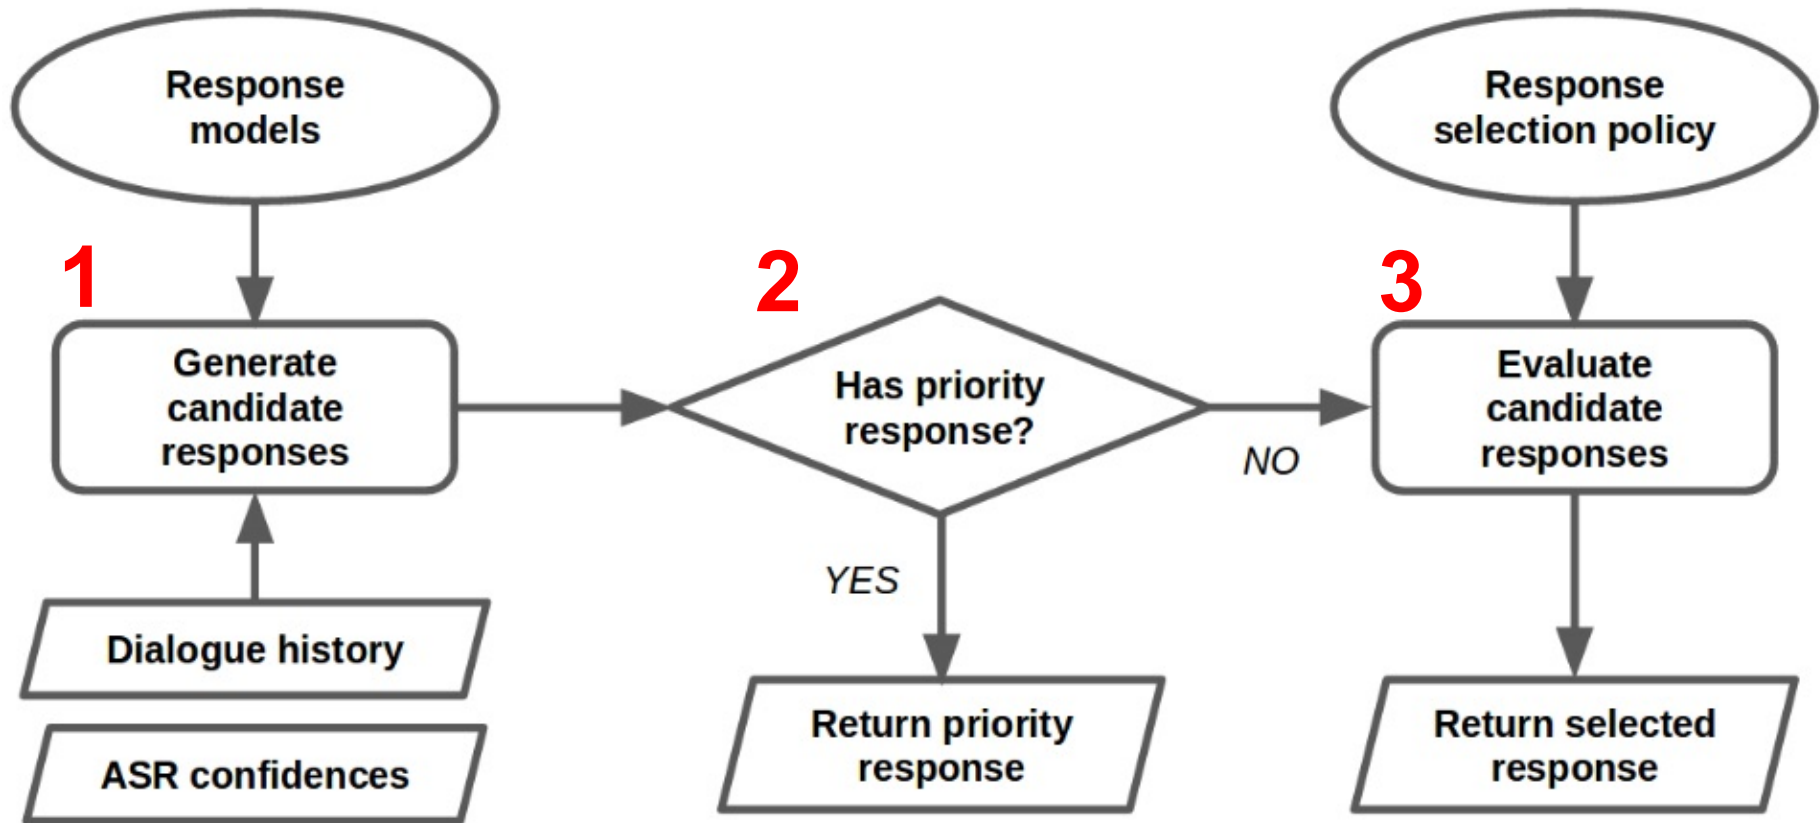 Response
models
Response
selection policy
1
2
3
Generate
candidate
responses
Has priority
response?
NO
Evaluate
candidate
responses
YES
Dialogue history
ASR confidences
Return priority
response
Return selected
response